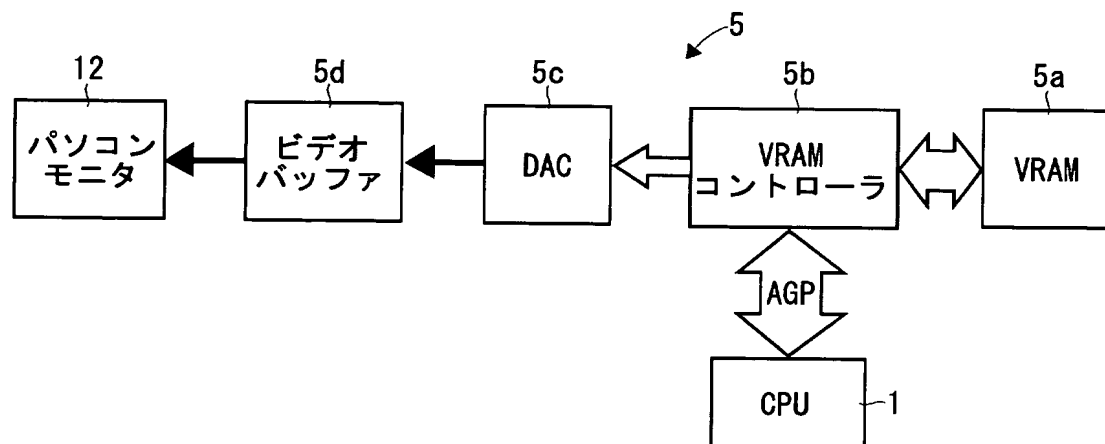 5
12
5d
5c
5b
5a
パソコン
モニタ
ビデオ
バッファ
DAC
VRAM
コントローラ
VRAM
AGP
CPU
1